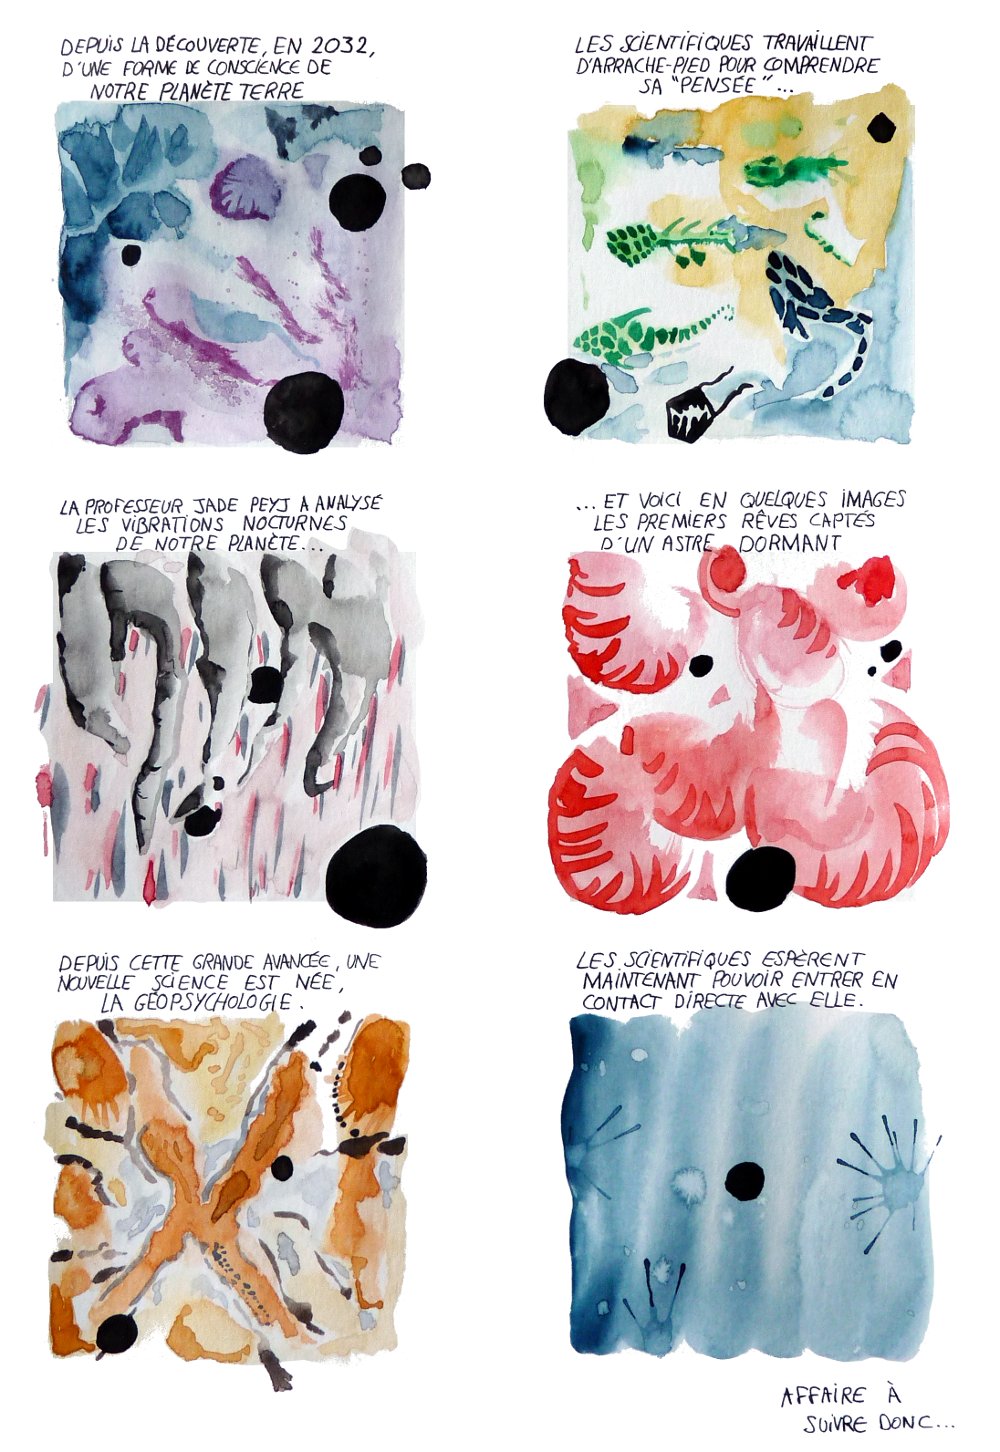 DEPUIS LA DÉCOUVERTE, EN 2032,
D'UNE FORME DE CONSCIENCE DE
NOTRE PLANÈTE TERRE
LES SCIENTIFIQUES TRAVAILLENT
D'ARRACHE-PIED POUR COMPRENDRE
SA "PENSÉE"...
LA PROFESSEUR JADE PEYJ A ANALYSÉ
LES VIBRATIONS NOCTURNES
DE NOTRE PLANÈTE...
...ET VOICI EN QUELQUES IMAGES
LES PREMIERS RÊVES CAPTÉS
D'UN ASTRE DORMANT
DEPUIS CETTE GRANDE AVANCÉE, UNE
NOUVELLE SCIENCE EST NÉE,
LA GÉOPSYCHOLOGIE.
LES SCIENTIFIQUES ESPÈRENT
MAINTENANT POUVOIR ENTRER EN
CONTACT DIRECTE AVEC ELLE.
AFFAIRE À
SUIVRE DONC...